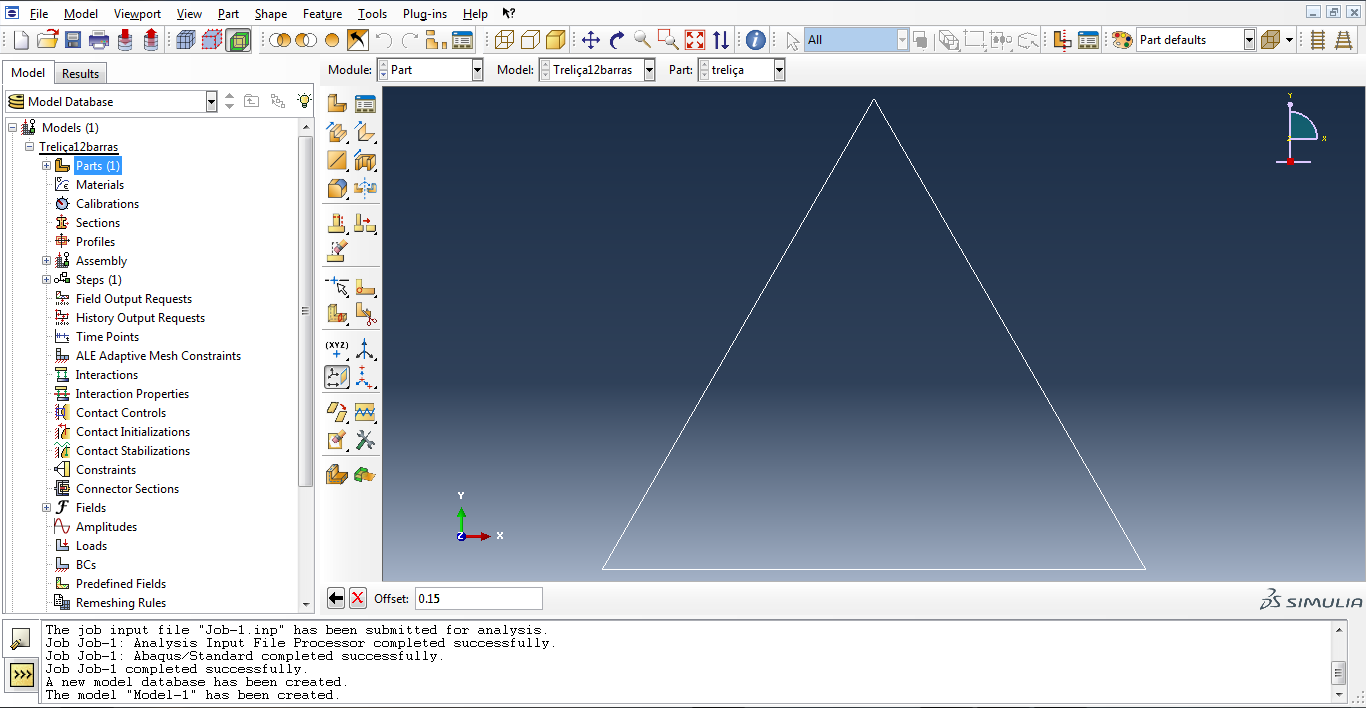 File Model Viewport View Part Shape Feature Tools Plug-ins Help
All
Part defaults
Model Results
Module: Part Model: Treliça12barras Part: treliça
Model Database
Models (1)
Treliça12barras
Parts (1)
Materials
Calibrations
Sections
Profiles
Assembly
Steps (1)
Field Output Requests
History Output Requests
Time Points
ALE Adaptive Mesh Constraints
Interactions
Interaction Properties
Contact Controls
Contact Initializations
Contact Stabilizations
Constraints
Connector Sections
Fields
Amplitudes
Loads
BCs
Predefined Fields
Remeshing Rules
(XYZ)
Y
X
Z
Y
X
Offset: 0.15
SIMULIA
The job input file "Job-1.inp" has been submitted for analysis.
Job Job-1: Analysis Input File Processor completed successfully.
Job Job-1: Abaqus/Standard completed successfully.
Job Job-1 completed successfully.
A new model database has been created.
The model "Model-1" has been created.